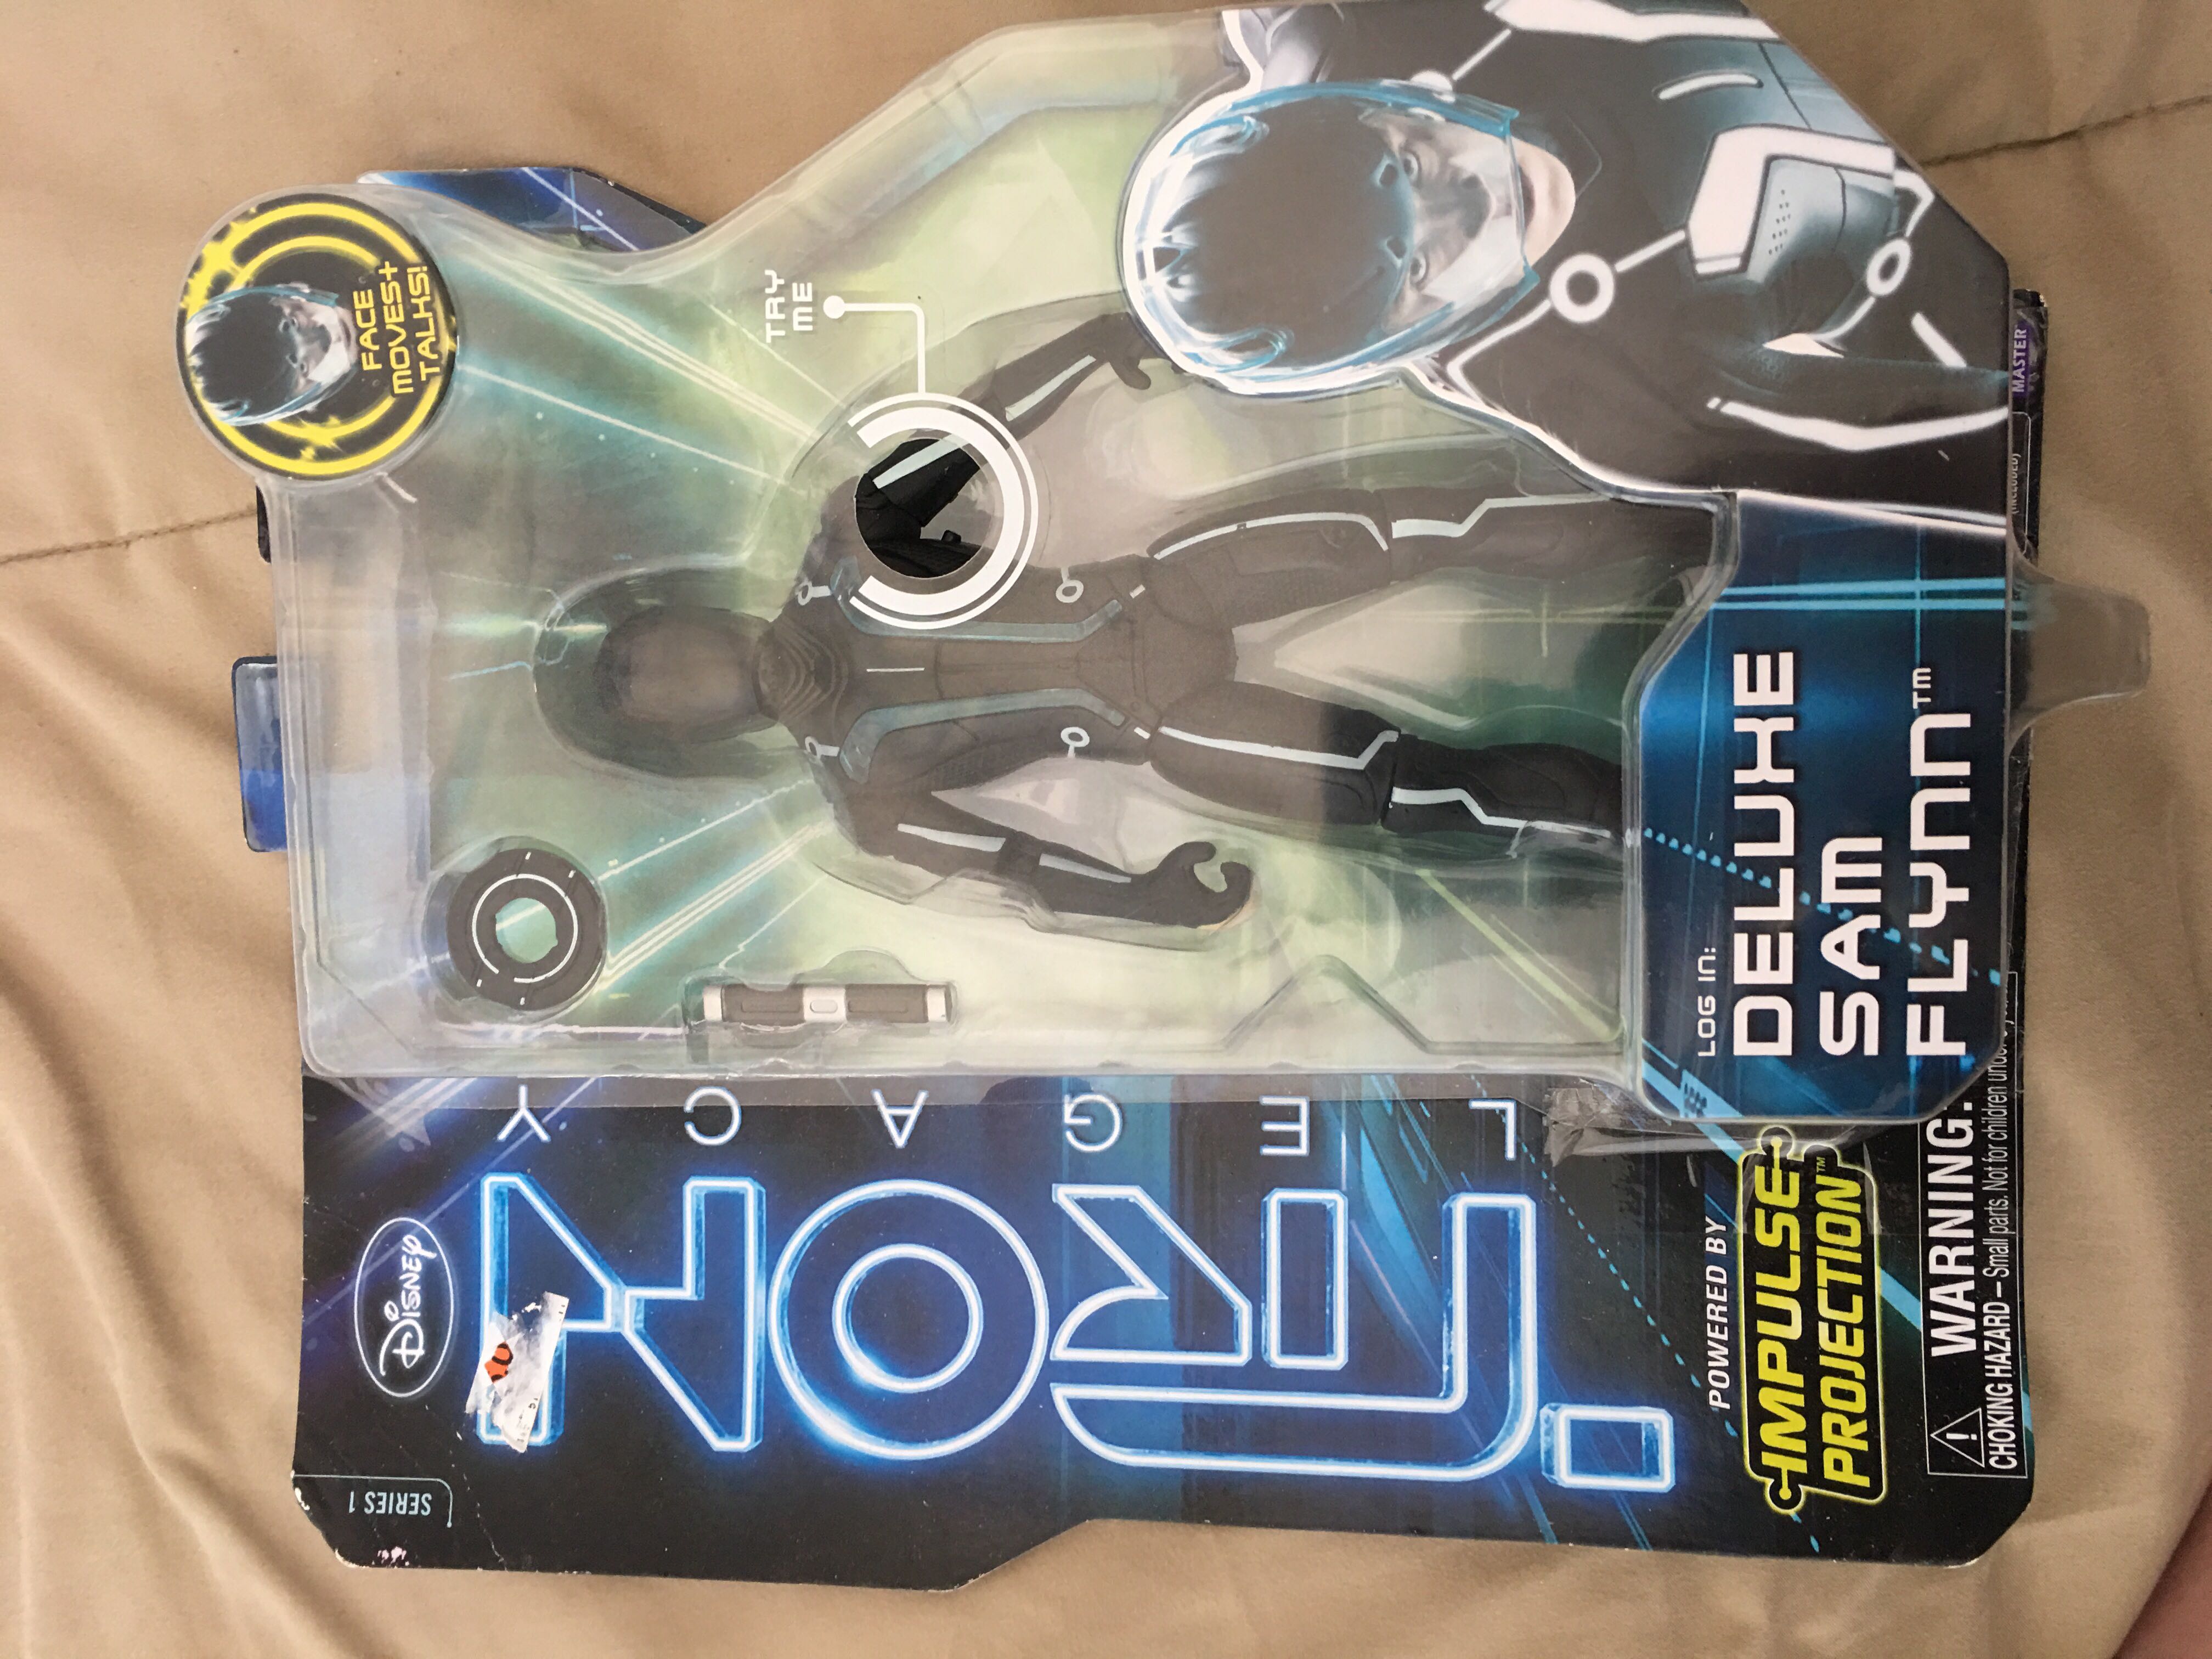 SERIES 1
DISNEY
TRON
LEGACY
FACE
MOVES+
TALKS!
TRY
ME
LOG IN:
DELUXE
SAM
FLYNN™
POWERED BY
IMPULSE
PROJECTION™
WARNING:
CHOKING HAZARD – Small parts. Not for children under
MASTER
(INCLUDED)